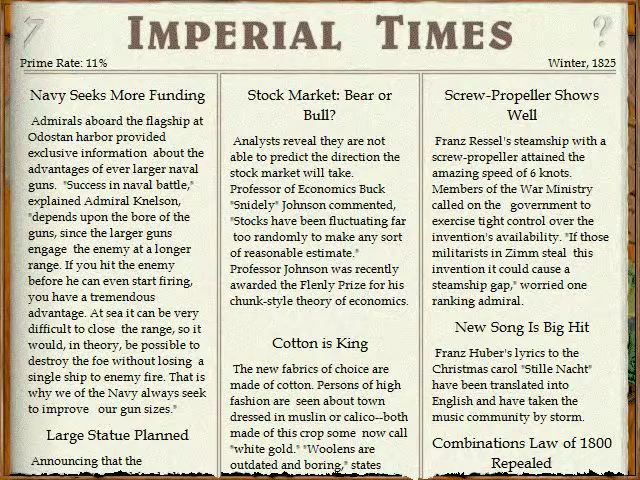 IMPERIAL TIMES
Prime Rate: 11%
Winter, 1825
Navy Seeks More Funding
Admirals aboard the flagship at
Odostan harbor provided
exclusive information about the
advantages of ever larger naval
guns. "Success in naval battle,"
explained Admiral Knelson,
"depends upon the bore of the
guns, since the larger guns
engage the enemy at a longer
range. If you hit the enemy
before he can even start firing,
you have a tremendous
advantage. At sea it can be very
difficult to close the range, so it
would, in theory, be possible to
destroy the foe without losing a
single ship to enemy fire. That is
why we of the Navy always seek
to improve our gun sizes."
Large Statue Planned
Announcing that the
Stock Market: Bear or
Bull?
Analysts reveal they are not
able to predict the direction the
stock market will take.
Professor of Economics Buck
"Snidely" Johnson commented,
"Stocks have been fluctuating far
too randomly to make any sort
of reasonable estimate."
Professor Johnson was recently
awarded the Flenly Prize for his
chunk-style theory of economics.
Cotton is King
The new fabrics of choice are
made of cotton. Persons of high
fashion are seen about town
dressed in muslin or calico--both
made of this crop some now call
"white gold." "Woolens are
outdated and boring," states
Screw-Propeller Shows
Well
Franz Ressel's steamship with a
screw-propeller attained the
amazing speed of 6 knots.
Members of the War Ministry
called on the government to
exercise tight control over the
invention's availability. "If those
militarists in Zimm steal this
invention it could cause a
steamship gap," worried one
ranking admiral.
New Song Is Big Hit
Franz Huber's lyrics to the
Christmas carol "Stille Nacht"
have been translated into
English and have taken the
music community by storm.
Combinations Law of 1800
Repealed